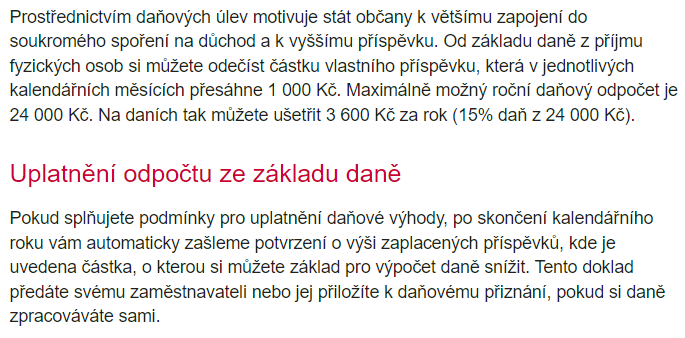 Prostřednictvím daňových úlev motivuje stát občany k většímu zapojení do
soukromého spoření na důchod a k vyššímu příspěvku. Od základu daně z příjmu
fyzických osob si můžete odečíst částku vlastního příspěvku, která v jednotlivých
kalendářních měsících přesáhne 1 000 Kč. Maximálně možný roční daňový odpočet je
24 000 Kč. Na daních tak můžete ušetřit 3 600 Kč za rok (15% daň z 24 000 Kč).
Uplatnění odpočtu ze základu daně
Pokud splňujete podmínky pro uplatnění daňové výhody, po skončení kalendářního
roku vám automaticky zašleme potvrzení o výši zaplacených příspěvků, kde je
uvedena částka, o kterou si můžete základ pro výpočet daně snížit. Tento doklad
předáte svému zaměstnavateli nebo jej přiložíte k daňovému přiznání, pokud si daně
zpracováváte sami.